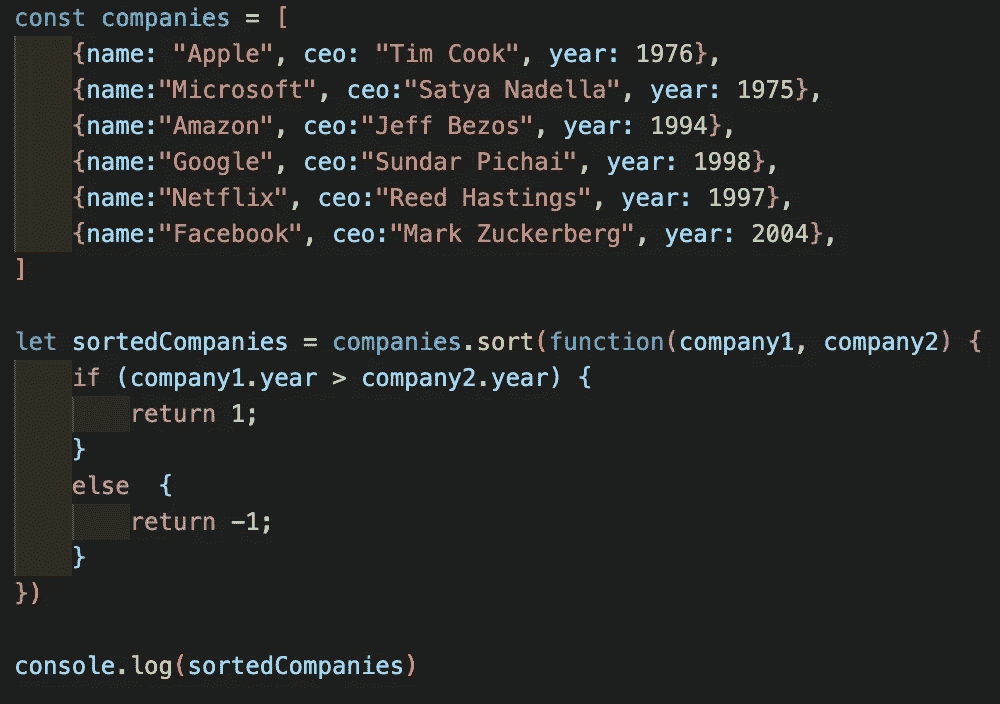 const companies = [
    {name: "Apple", ceo: "Tim Cook", year: 1976},
    {name:"Microsoft", ceo:"Satya Nadella", year: 1975},
    {name:"Amazon", ceo:"Jeff Bezos", year: 1994},
    {name:"Google", ceo:"Sundar Pichai", year: 1998},
    {name:"Netflix", ceo:"Reed Hastings", year: 1997},
    {name:"Facebook", ceo:"Mark Zuckerberg", year: 2004},
]

let sortedCompanies = companies.sort(function(company1, company2) {
    if (company1.year > company2.year) {
        return 1;
    }
    else  {
        return -1;
    }
})

console.log(sortedCompanies)